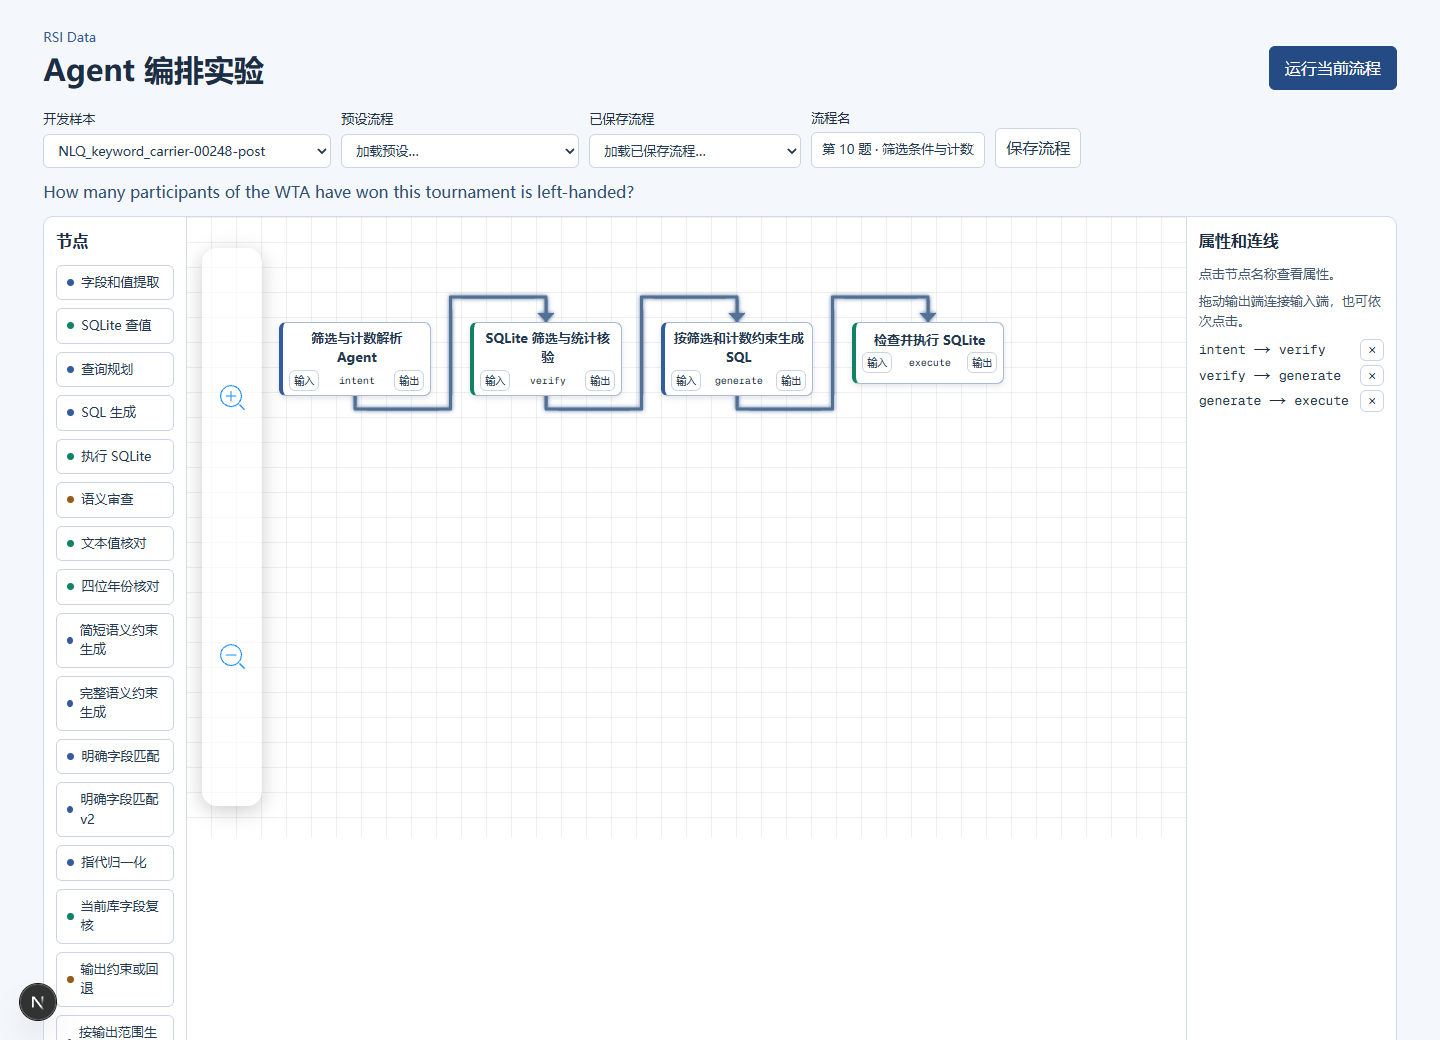 RSI Data
Agent 编排实验
运行当前流程
开发样本
预设流程
已保存流程
流程名
NLQ_keyword_carrier-00248-post
加载预设...
加载已保存流程...
第 10 题 · 筛选条件与计数
保存流程
How many participants of the WTA have won this tournament is left-handed?
节点
字段和值提取
SQLite 查值
查询规划
SQL 生成
执行 SQLite
语义审查
文本值核对
四位年份核对
简短语义约束
生成
完整语义约束
生成
明确字段匹配
明确字段匹配
v2
指代归一化
当前库字段复
核
输出约束或回
退
按输出范围生
筛选与计数解析
Agent
输入
intent
输出
SQLite 筛选与统计核
验
输入
verify
输出
按筛选和计数约束生成
SQL
输入
generate
输出
检查并执行 SQLite
输入
execute
输出
属性和连线
点击节点名称查看属性。
拖动输出端连接输入端，也可依
次点击。
intent → verify ×
verify → generate ×
generate → execute ×
N